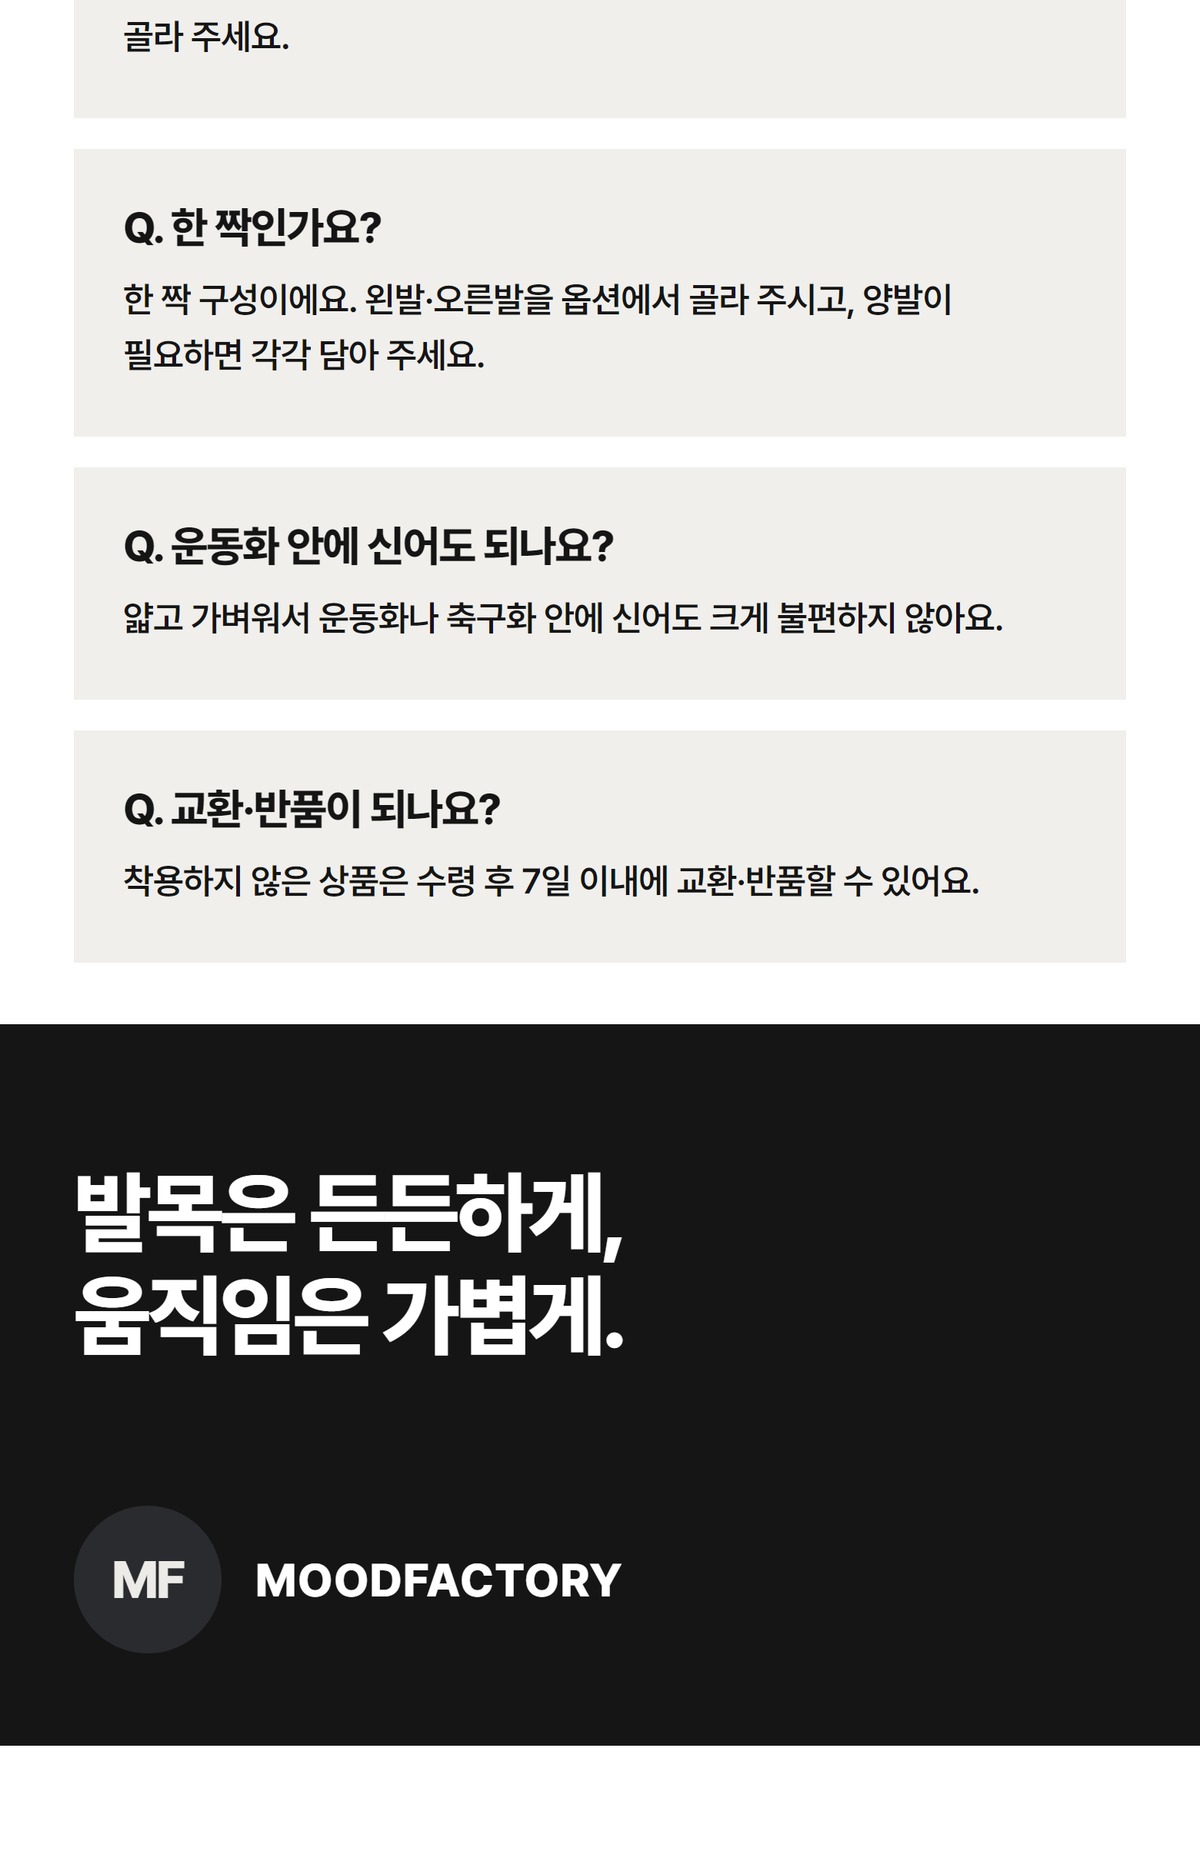 골라 주세요.
Q. 한 짝인가요?
한 짝 구성이에요. 왼발·오른발을 옵션에서 골라 주시고, 양발이
필요하면 각각 담아 주세요.
Q. 운동화 안에 신어도 되나요?
얇고 가벼워서 운동화나 축구화 안에 신어도 크게 불편하지 않아요.
Q. 교환·반품이 되나요?
착용하지 않은 상품은 수령 후 7일 이내에 교환·반품할 수 있어요.
발목은 든든하게,
움직임은 가볍게.
MF MOODFACTORY